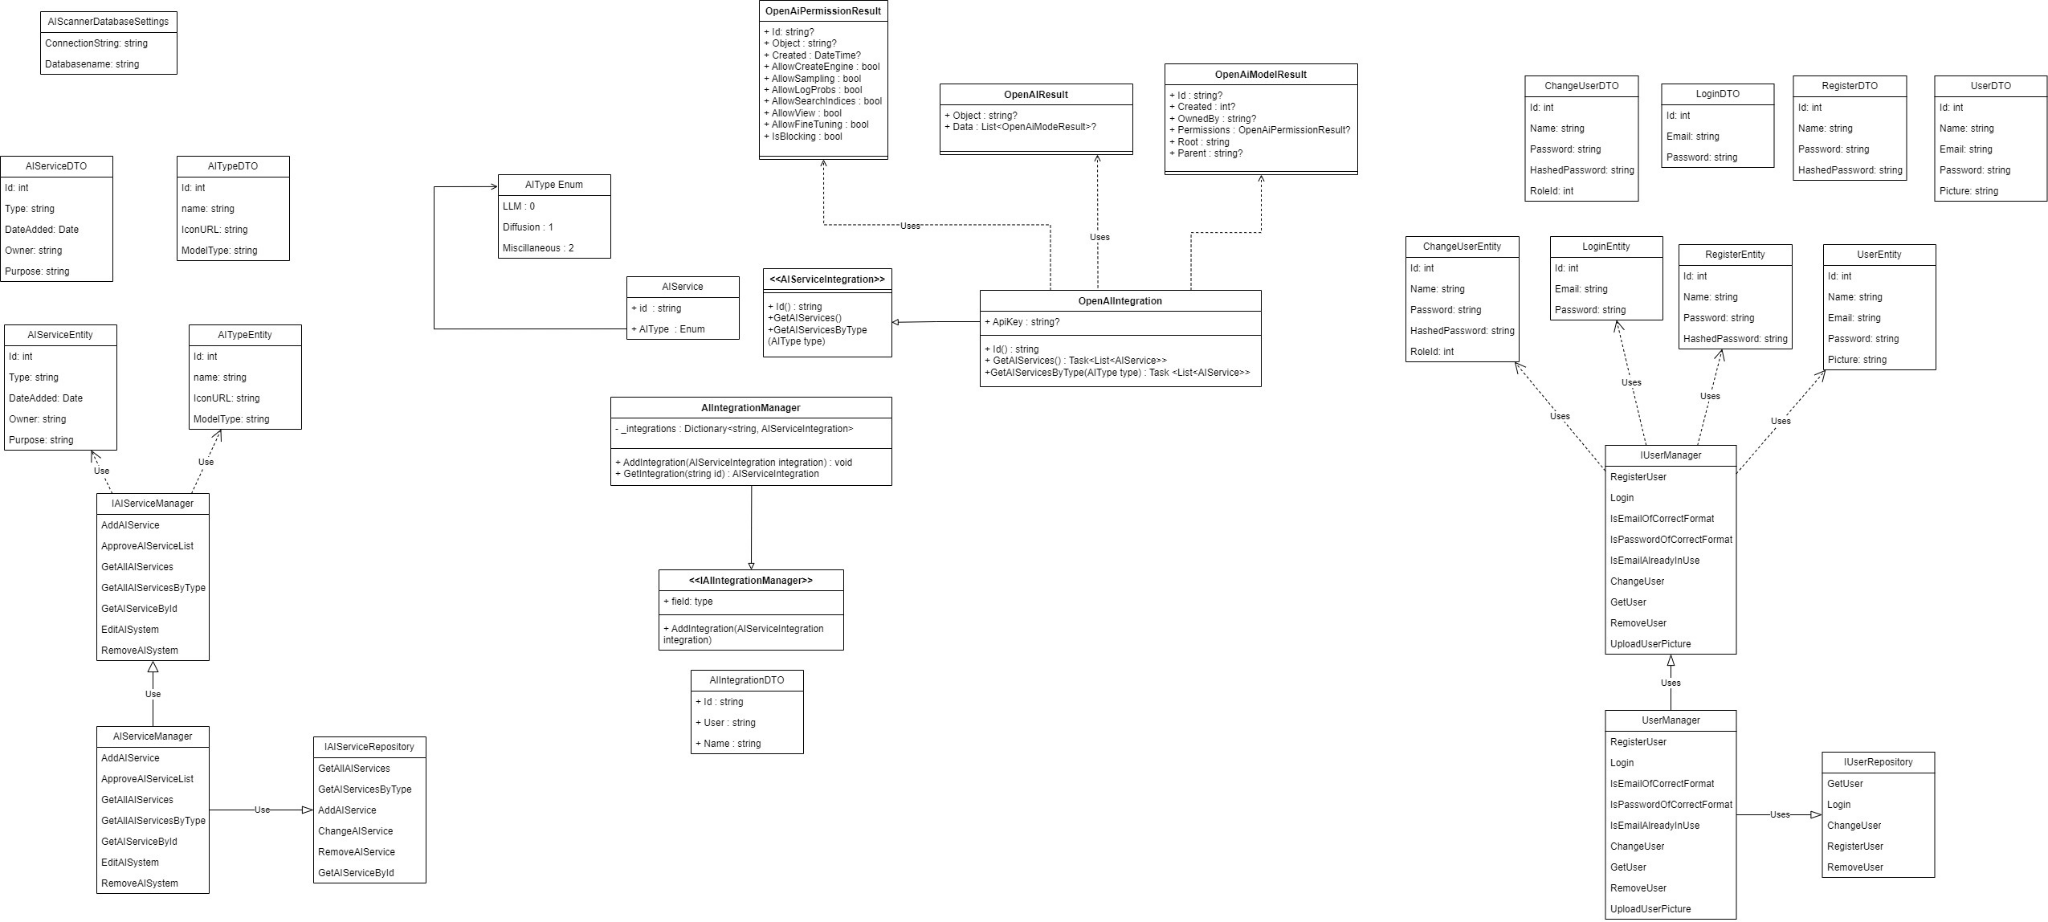 AIScannerDatabaseSettings
ConnectionString: string
Databasename: string
AIServiceDTO
Id: int
Type: string
DateAdded: Date
Owner: string
Purpose: string
AITypeDTO
Id: int
name: string
IconURL: string
ModelType: string
AIServiceEntity
Id: int
Type: string
DateAdded: Date
Owner: string
Purpose: string
AITypeEntity
Id: int
name: string
IconURL: string
ModelType: string
Use
Use
IAIServiceManager
AddAIService
ApproveAIServiceList
GetAllAIServices
GetAllAIServicesByType
GetAIServiceById
EditAISystem
RemoveAISystem
Use
AIServiceManager
AddAIService
ApproveAIServiceList
GetAllAIServices
GetAllAIServicesByType
GetAIServiceById
EditAISystem
RemoveAISystem
Use
IAIServiceRepository
GetAllAIServices
GetAIServicesByType
AddAIService
ChangeAIService
RemoveAIService
GetAIServiceById
AIType Enum
LLM : 0
Diffusion : 1
Miscillaneous : 2
AIService
+ id : string
+ AIType : Enum
OpenAiPermissionResult
+ Id: string?
+ Object : string?
+ Created : DateTime?
+ AllowCreateEngine : bool
+ AllowSampling : bool
+ AllowLogProbs : bool
+ AllowSearchIndices : bool
+ AllowView : bool
+ AllowFineTuning : bool
+ IsBlocking : bool
OpenAIResult
+ Object : string?
+ Data : List<OpenAiModeResult>?
OpenAiModelResult
+ Id : string?
+ Created : int?
+ OwnedBy : string?
+ Permissions : OpenAiPermissionResult?
+ Root : string
+ Parent : string?
Uses
Uses
<<AIServiceIntegration>>
+ Id() : string
+GetAIServices()
+GetAIServicesByType
(AIType type)
OpenAIIntegration
+ ApiKey : string?
+ Id() : string
+ GetAIServices() : Task<List<AIService>>
+GetAIServicesByType(AIType type) : Task <List<AIService>>
AIIntegrationManager
- _integrations : Dictionary<string, AIServiceIntegration>
+ AddIntegration(AIServiceIntegration integration) : void
+ GetIntegration(string id) : AIServiceIntegration
<<IAIIntegrationManager>>
+ field: type
+ AddIntegration(AIServiceIntegration
integration)
AIIntegrationDTO
+ Id : string
+ User : string
+ Name : string
ChangeUserDTO
Id: int
Name: string
Password: string
HashedPassword: string
RoleId: int
LoginDTO
Id: int
Email: string
Password: string
RegisterDTO
Id: int
Name: string
Password: string
HashedPassword: string
UserDTO
Id: int
Name: string
Email: string
Password: string
Picture: string
ChangeUserEntity
Id: int
Name: string
Password: string
HashedPassword: string
RoleId: int
LoginEntity
Id: int
Email: string
Password: string
RegisterEntity
Id: int
Name: string
Password: string
HashedPassword: string
UserEntity
Id: int
Name: string
Email: string
Password: string
Picture: string
Uses
Uses
Uses
Uses
IUserManager
RegisterUser
Login
IsEmailOfCorrectFormat
IsPasswordOfCorrectFormat
IsEmailAlreadyInUse
ChangeUser
GetUser
RemoveUser
UploadUserPicture
Uses
UserManager
RegisterUser
Login
IsEmailOfCorrectFormat
IsPasswordOfCorrectFormat
IsEmailAlreadyInUse
ChangeUser
GetUser
RemoveUser
UploadUserPicture
Uses
IUserRepository
GetUser
Login
ChangeUser
RegisterUser
RemoveUser